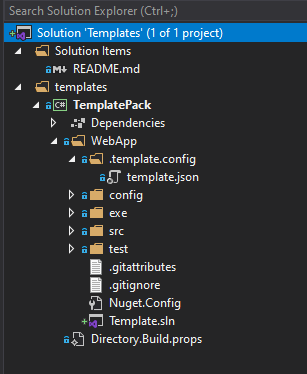 Search Solution Explorer (Ctrl+;)
Solution 'Templates' (1 of 1 project)
Solution Items
README.md
templates
TemplatePack
Dependencies
WebApp
.template.config
template.json
config
exe
src
test
.gitattributes
.gitignore
Nuget.Config
Template.sln
Directory.Build.props